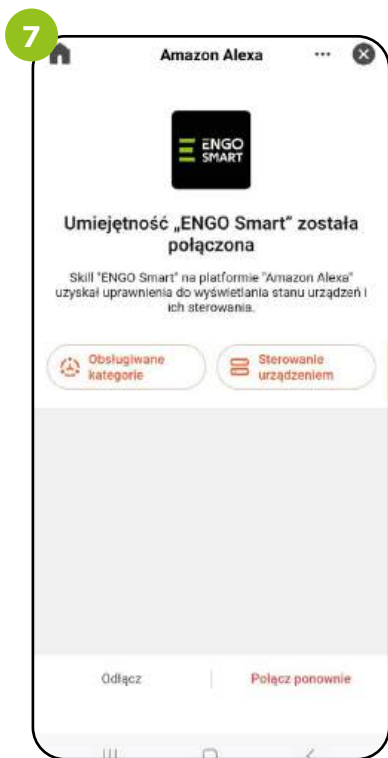 7
Amazon Alexa
ENGO
SMART
Umiejętność „ENGO Smart" została
połączona
Skill "ENGO Smart" na platformie "Amazon Alexa"
uzyskał uprawnienia do wyświetlania stanu urządzeń i
ich sterowania.
Obsługiwane
kategorie
Sterowanie
urządzeniem
Odłącz
Połącz ponownie